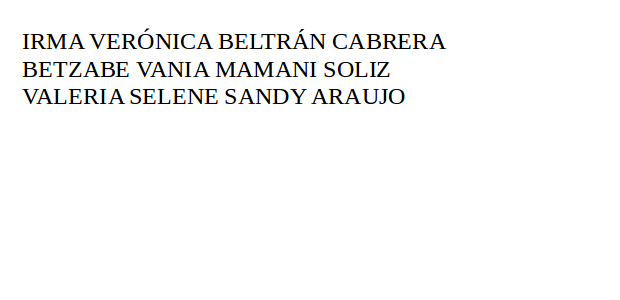 IRMA VERÓNICA BELTRÁN CABRERA
BETZABE VANIA MAMANI SOLIZ
VALERIA SELENE SANDY ARAUJO